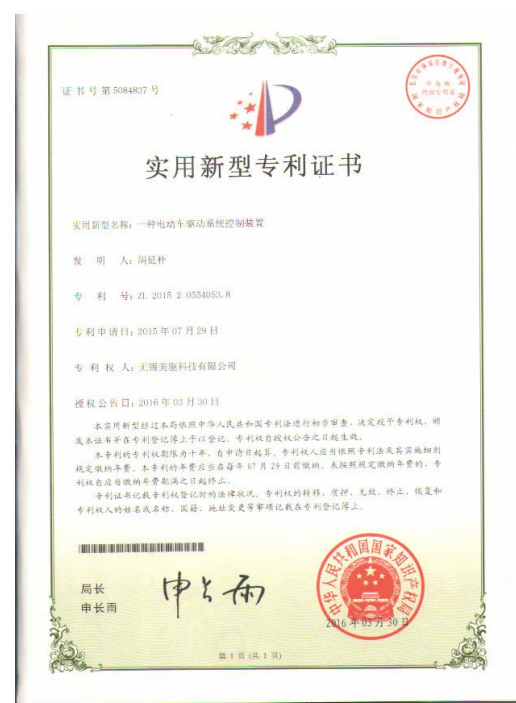 证书号第5084837号
实用新型专利证书
实用新型名称：一种电动车驱动系统控制装置
发明人：胡延朴
专利号：ZL 2015 2 0554053.8
专利申请日：2015年07月29日
专利权人：无锡美驱科技有限公司
授权公告日：2016年03月30日
本实用新型经过本局依照中华人民共和国专利法进行初步审查，决定授予专利权，颁
发本证书并在专利登记簿上予以登记。专利权自授权公告之日起生效。
本专利的专利权期限为十年，自申请日起算。专利权人应当依照专利法及其实施细则
规定缴纳年费。本专利的年费应当在每年07月29日前缴纳。未按照规定缴纳年费的，专
利权自应当缴纳年费期满之日起终止。
专利证书记载专利权登记时的法律状况。专利权的转移、质押、无效、终止、恢复和
专利权人的姓名或名称、国籍、地址变更等事项记载在专利登记簿上。
局长
申长雨
申长雨
中华人民共和国国家知识产权局
2016年03月30日
第1页(共1页)